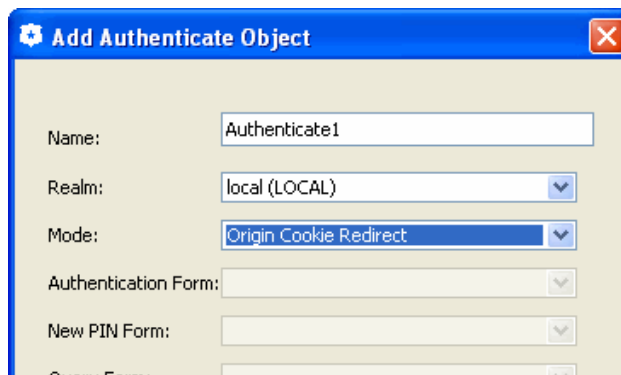 Add Authenticate Object
Name: Authenticate1
Realm: local (LOCAL)
Mode: Origin Cookie Redirect
Authentication Form:
New PIN Form: